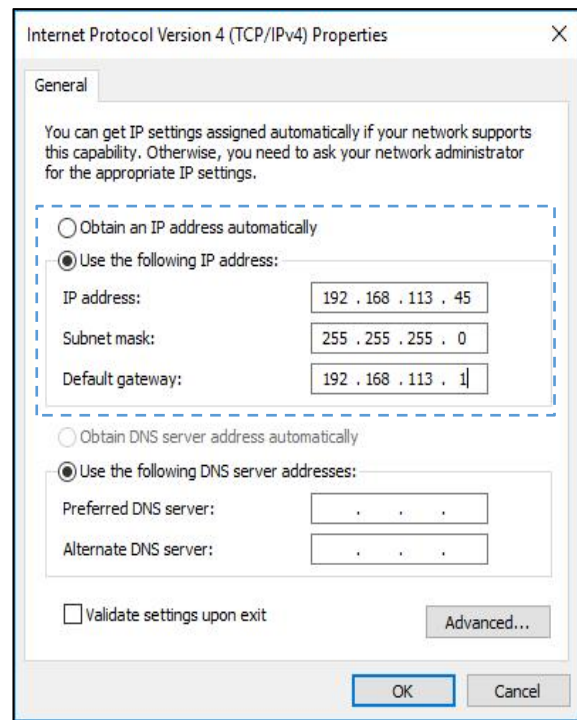 Internet Protocol Version 4 (TCP/IPv4) Properties
General
You can get IP settings assigned automatically if your network supports
this capability. Otherwise, you need to ask your network administrator
for the appropriate IP settings.
Obtain an IP address automatically
Use the following IP address:
IP address: 192 . 168 . 113 . 45
Subnet mask: 255 . 255 . 255 . 0
Default gateway: 192 . 168 . 113 . 1
Obtain DNS server address automatically
Use the following DNS server addresses:
Preferred DNS server: . . .
Alternate DNS server: . . .
Validate settings upon exit
Advanced...
OK Cancel